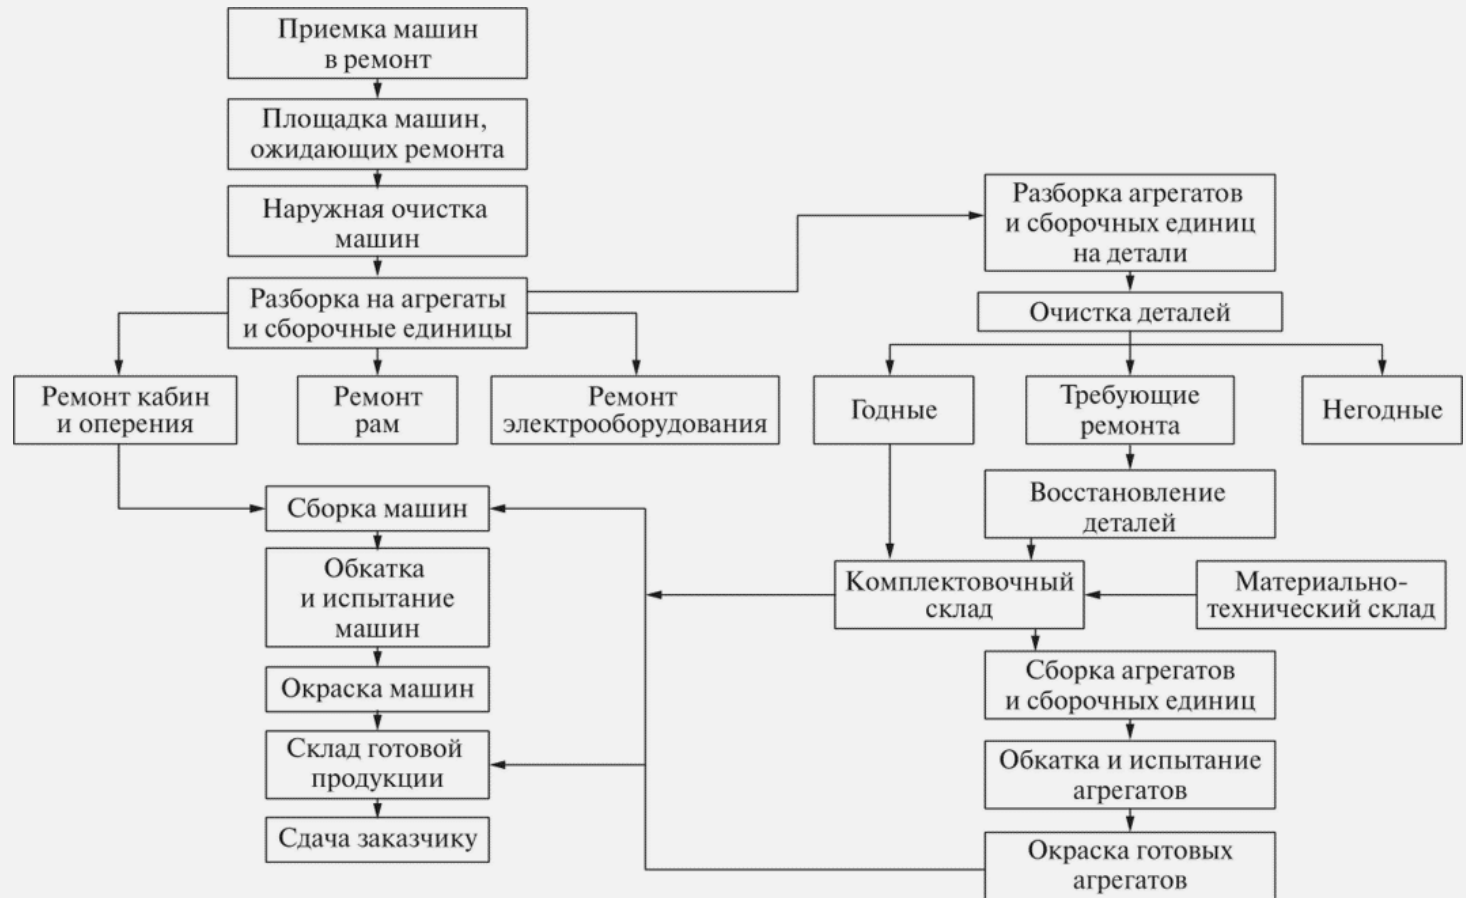 Приемка машин
в ремонт
Площадка машин,
ожидающих ремонта
Наружная очистка
машин
Разборка на агрегаты
и сборочные единицы
Разборка агрегатов
и сборочных единиц
на детали
Очистка деталей
Ремонт кабин
и оперения
Ремонт
рам
Ремонт
электрооборудования
Годные
Требующие
ремонта
Негодные
Восстановление
деталей
Сборка машин
Обкатка
и испытание
машин
Комплектовочный
склад
Материально-
технический склад
Окраска машин
Сборка агрегатов
и сборочных единиц
Склад готовой
продукции
Обкатка и испытание
агрегатов
Сдача заказчику
Окраска готовых
агрегатов